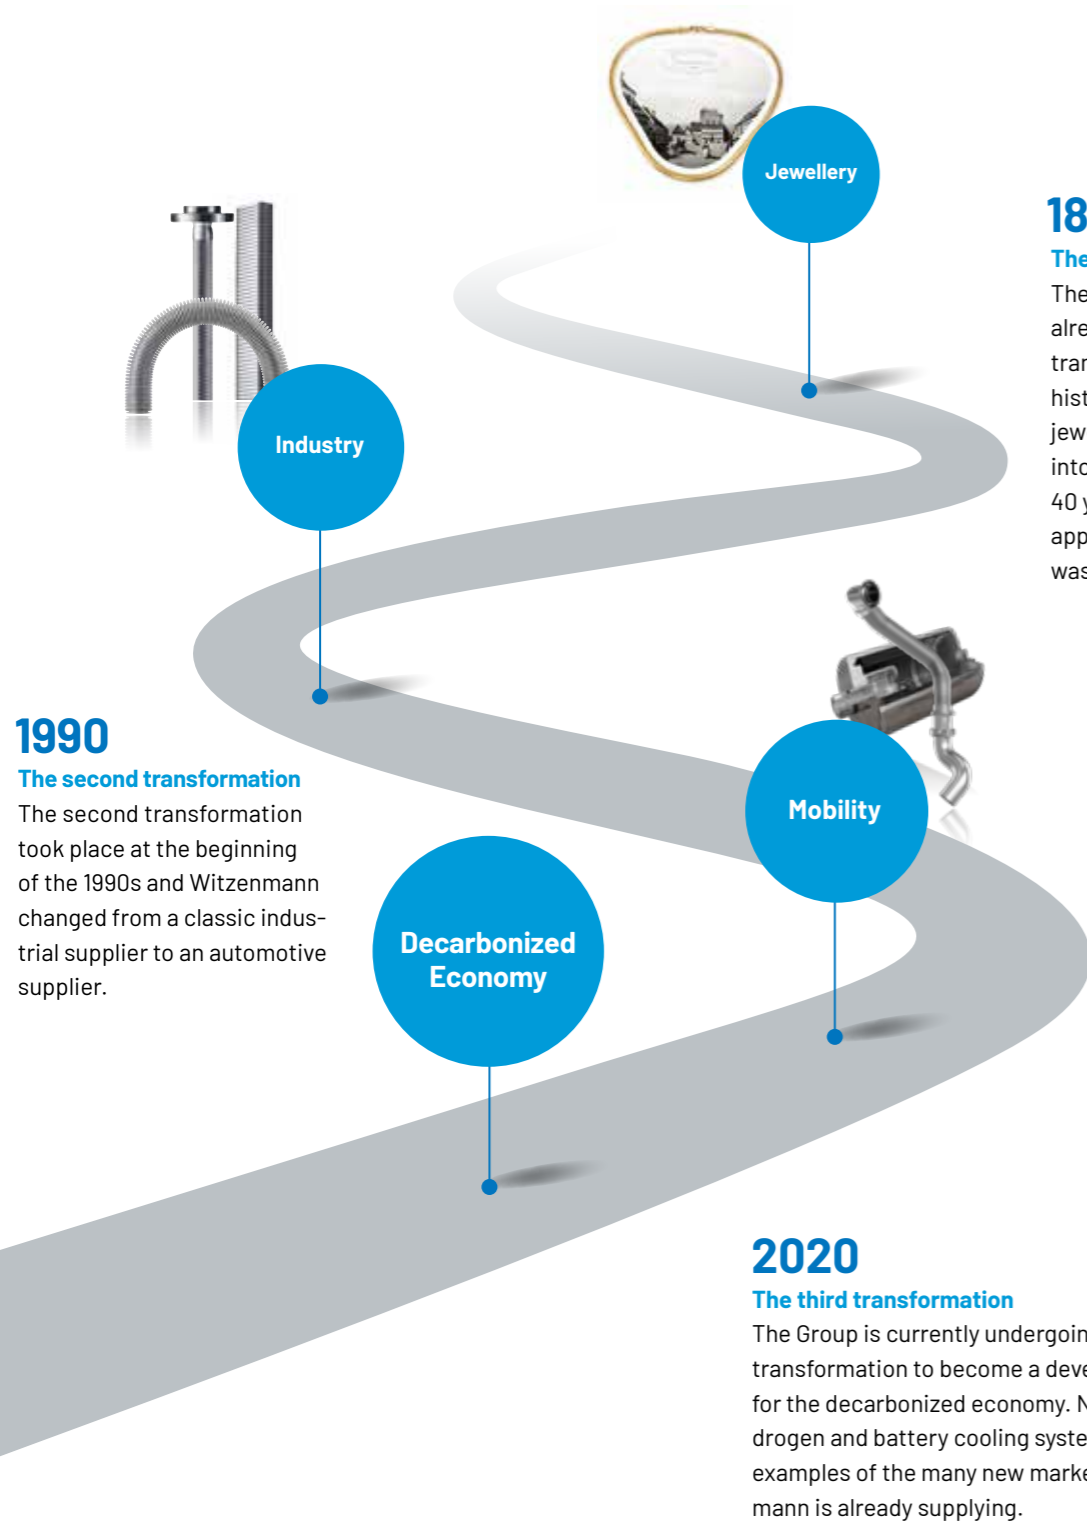 Jewellery
18
The
The
alre
tran
hist
jew
into
40 y
app
was
Industry
1990
The second transformation
The second transformation
took place at the beginning
of the 1990s and Witzenmann
changed from a classic indus-
trial supplier to an automotive
supplier.
Mobility
Decarbonized
Economy
2020
The third transformation
The Group is currently undergoin
transformation to become a deve
for the decarbonized economy. N
drogen and battery cooling syste
examples of the many new marke
mann is already supplying.